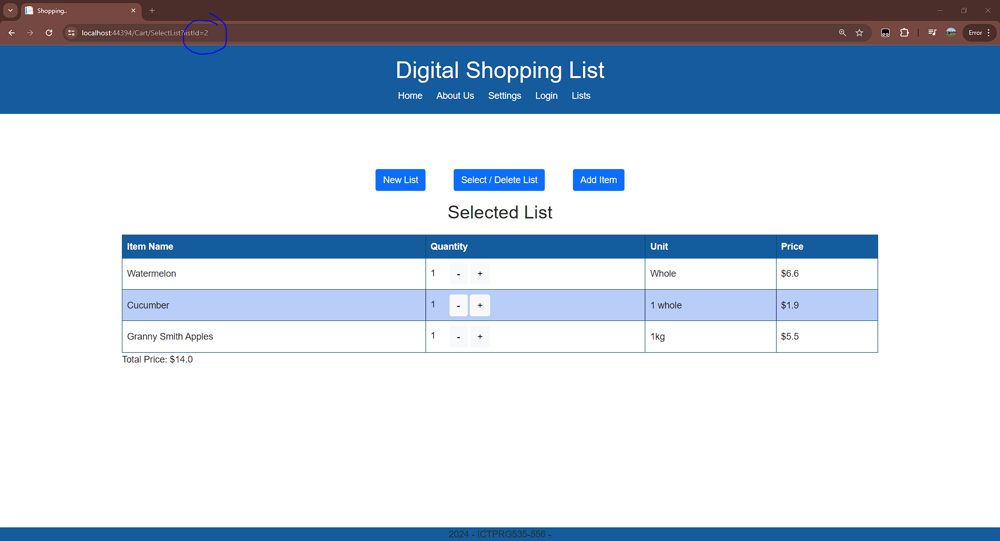 Shopping..
localhost:44394/Cart/SelectList?listId=2
Error
Digital Shopping List
Home About Us Settings Login Lists
New List Select / Delete List Add Item
Selected List
Item Name Quantity Unit Price
Watermelon 1 - + Whole $6.6
Cucumber 1 - + 1 whole $1.9
Granny Smith Apples 1 - + 1kg $5.5
Total Price: $14.0
2024 - ICTPRG535-556 -